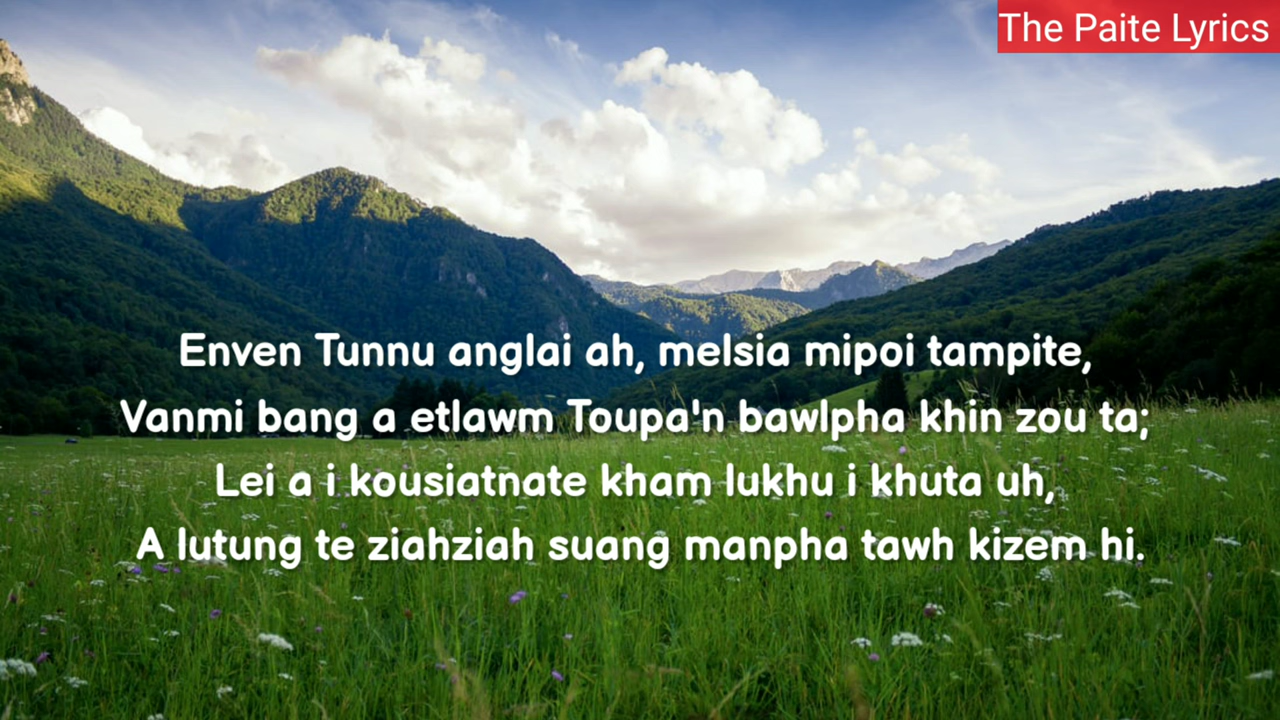 The Paite Lyrics
Enven Tunnu anglai ah, melsia mipoi tampite,
Vanmi bang a etlawm Toupa'n bawlpha khin zou ta;
Lei a i kousiatnate kham lukhu i khuta uh,
A lutung te ziahziah suang manpha tawh kizem hi.